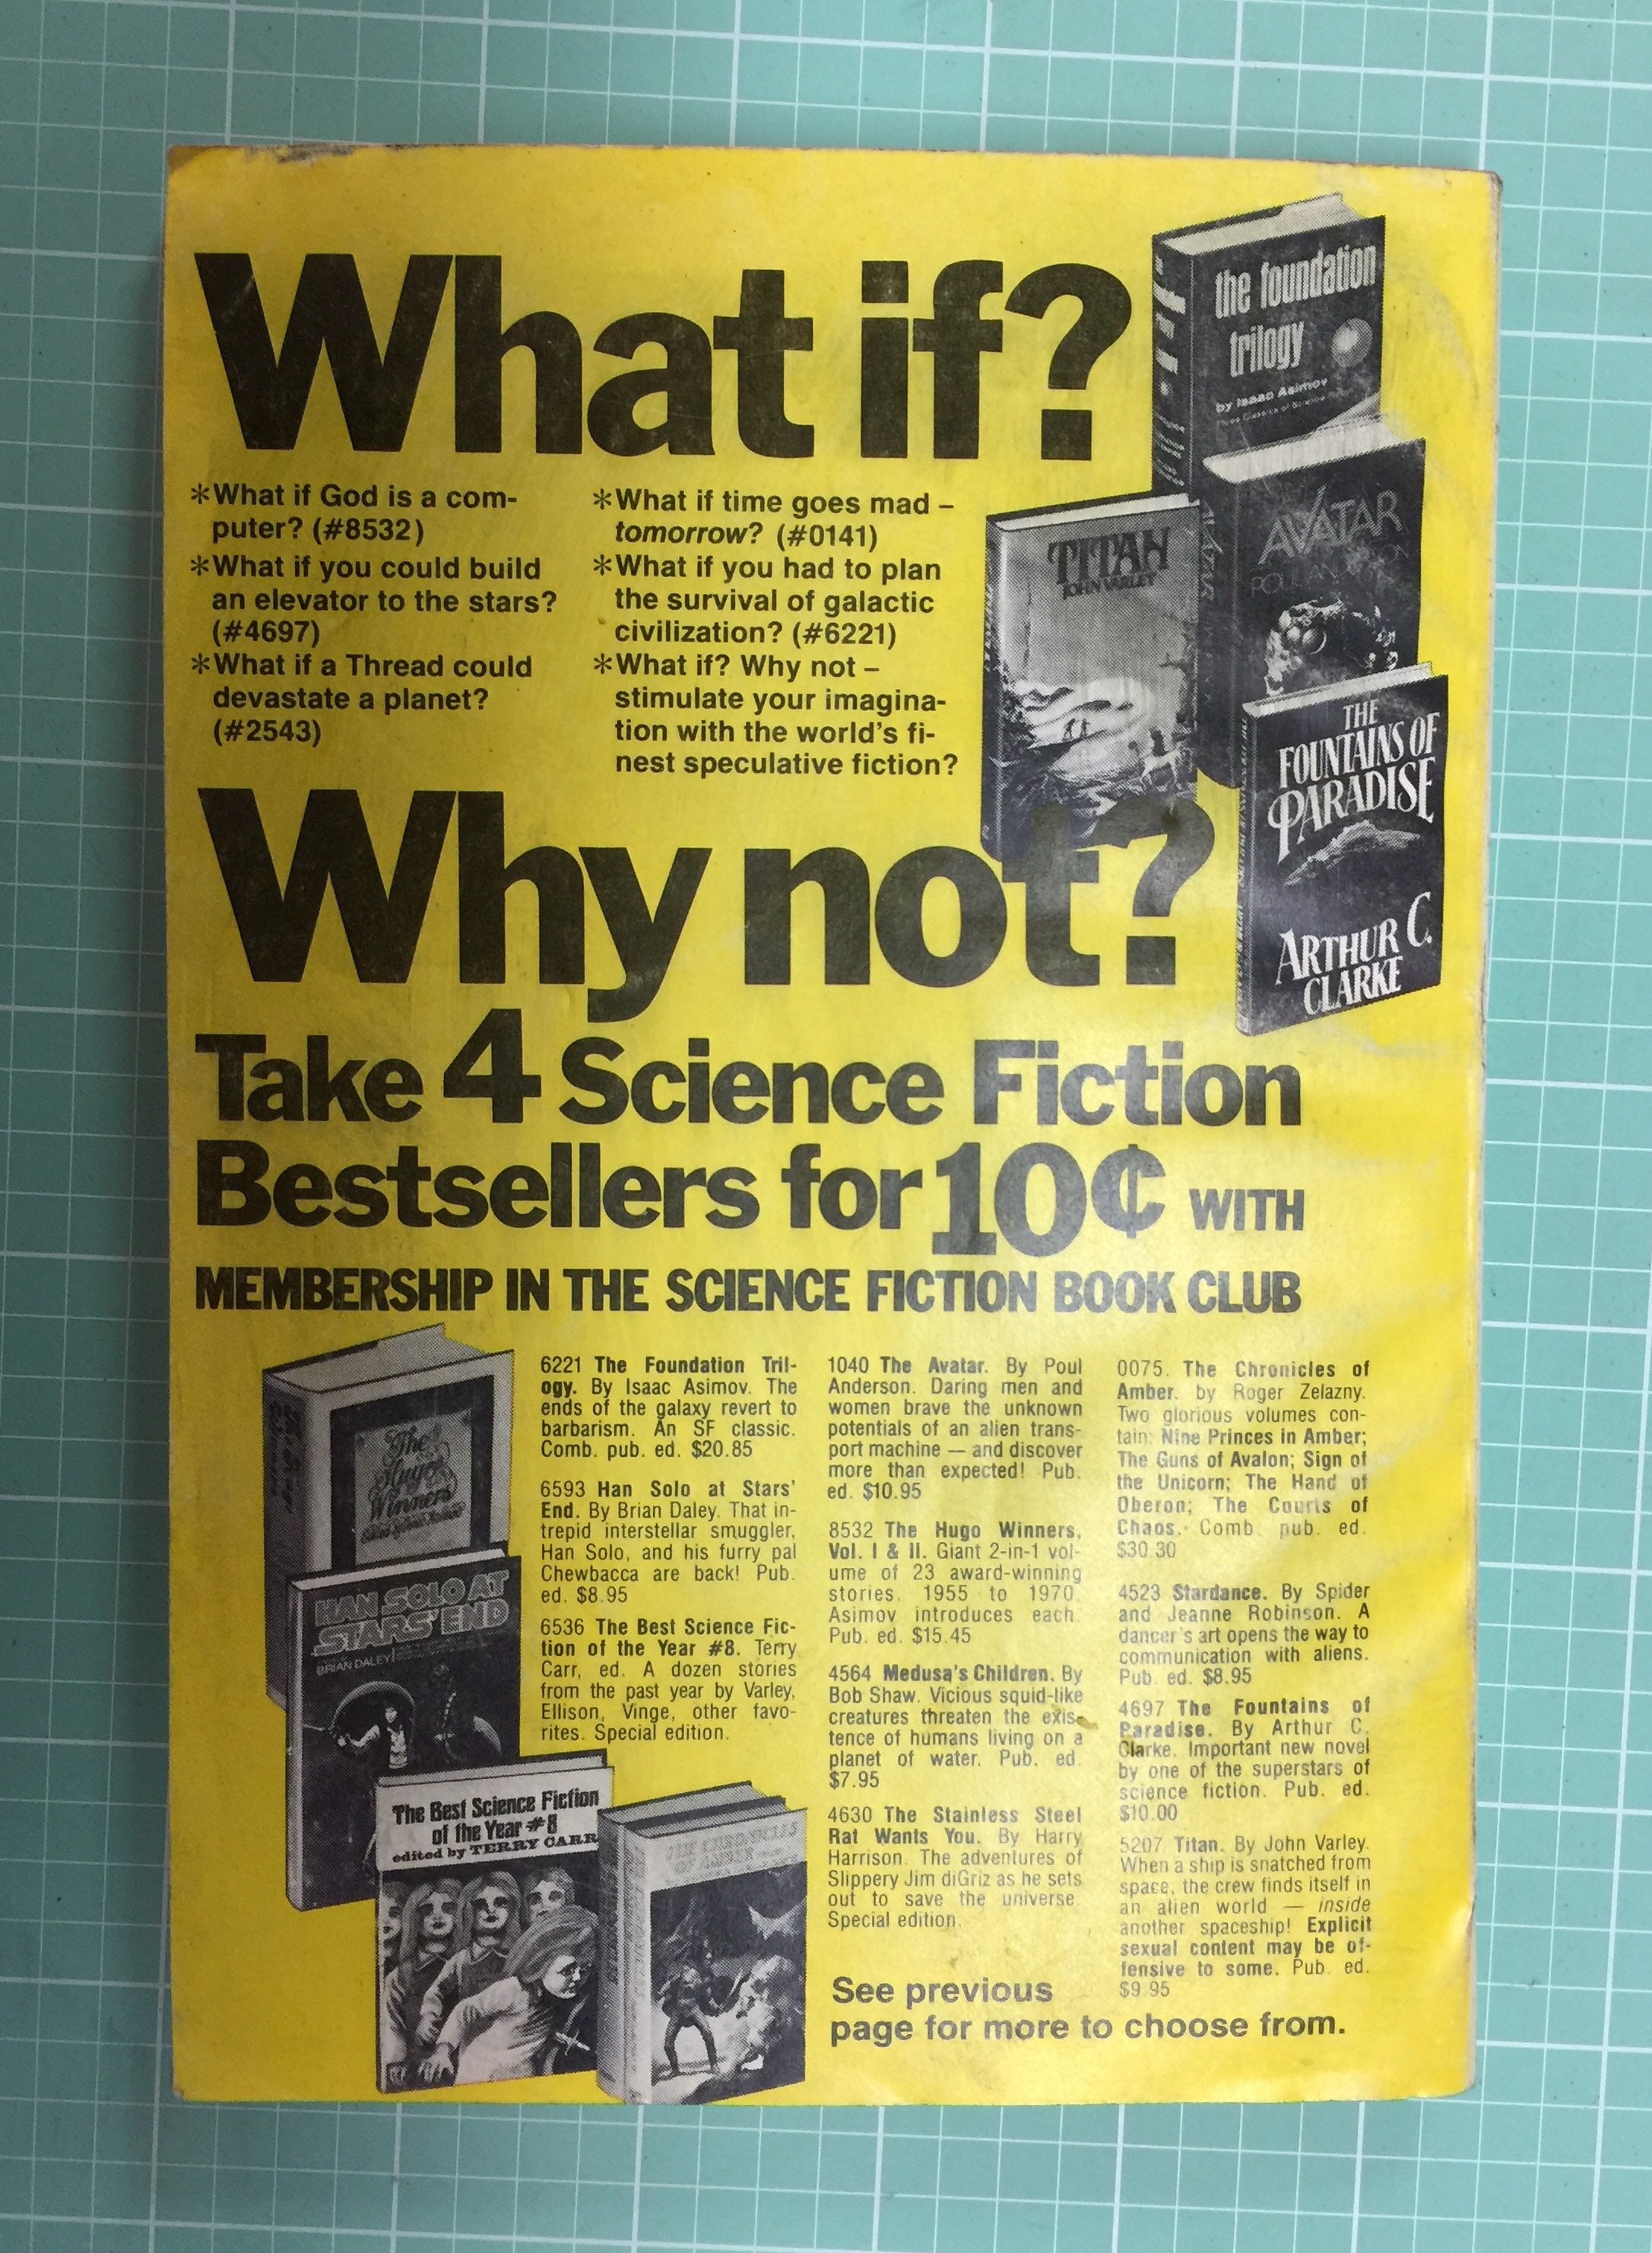 What if?
*What if God is a com-
puter? (#8532)
*What if you could build
an elevator to the stars?
(#4697)
*What if a Thread could
devastate a planet?
(#2543)
*What if time goes mad –
tomorrow? (#0141)
*What if you had to plan
the survival of galactic
civilization? (#6221)
*What if? Why not –
stimulate your imagina-
tion with the world's fi-
nest speculative fiction?
the foundation
trilogy
by Isaac Asimov
AVATAR
POUL ANDERSON
TITAN
JOHN VARLEY
THE
FOUNTAINS OF
PARADISE
ARTHUR C.
CLARKE
Why not?
Take 4 Science Fiction
Bestsellers for 10¢ WITH
MEMBERSHIP IN THE SCIENCE FICTION BOOK CLUB
The
Hugo
Winners
HAN SOLO AT
STARS' END
BRIAN DALEY
The Best Science Fiction
of the Year #8
edited by TERRY CARR
THE CHRONICLES
OF AMBER
6221 The Foundation Tril-
ogy. By Isaac Asimov. The
ends of the galaxy revert to
barbarism. An SF classic.
Comb. pub. ed. $20.85
6593 Han Solo at Stars'
End. By Brian Daley. That in-
trepid interstellar smuggler,
Han Solo, and his furry pal
Chewbacca are back! Pub.
ed. $8.95
6536 The Best Science Fic-
tion of the Year #8. Terry
Carr, ed. A dozen stories
from the past year by Varley,
Ellison, Vinge, other favo-
rites. Special edition.
1040 The Avatar. By Poul
Anderson. Daring men and
women brave the unknown
potentials of an alien trans-
port machine — and discover
more than expected! Pub.
ed. $10.95
8532 The Hugo Winners,
Vol. I & II. Giant 2-in-1 vol-
ume of 23 award-winning
stories. 1955 to 1970.
Asimov introduces each.
Pub. ed. $15.45
4564 Medusa's Children. By
Bob Shaw. Vicious squid-like
creatures threaten the exis-
tence of humans living on a
planet of water. Pub. ed.
$7.95
4630 The Stainless Steel
Rat Wants You. By Harry
Harrison. The adventures of
Slippery Jim diGriz as he sets
out to save the universe.
Special edition.
0075. The Chronicles of
Amber. by Roger Zelazny.
Two glorious volumes con-
tain: Nine Princes in Amber;
The Guns of Avalon; Sign of
the Unicorn; The Hand of
Oberon; The Courts of
Chaos. Comb. pub. ed.
$30.30
4523 Stardance. By Spider
and Jeanne Robinson. A
dancer's art opens the way to
communication with aliens.
Pub. ed. $8.95
4697 The Fountains of
Paradise. By Arthur C.
Clarke. Important new novel
by one of the superstars of
science fiction. Pub. ed.
$10.00
5207 Titan. By John Varley.
When a ship is snatched from
space, the crew finds itself in
an alien world — inside
another spaceship! Explicit
sexual content may be of-
fensive to some. Pub. ed.
$9.95
See previous
page for more to choose from.